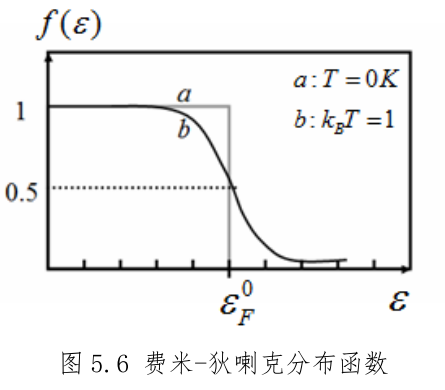 f(ε)
a
a:T=0K
1
b
b:k_BT=1
0.5
ε_F^0
ε
图 5.6 费米-狄喇克分布函数